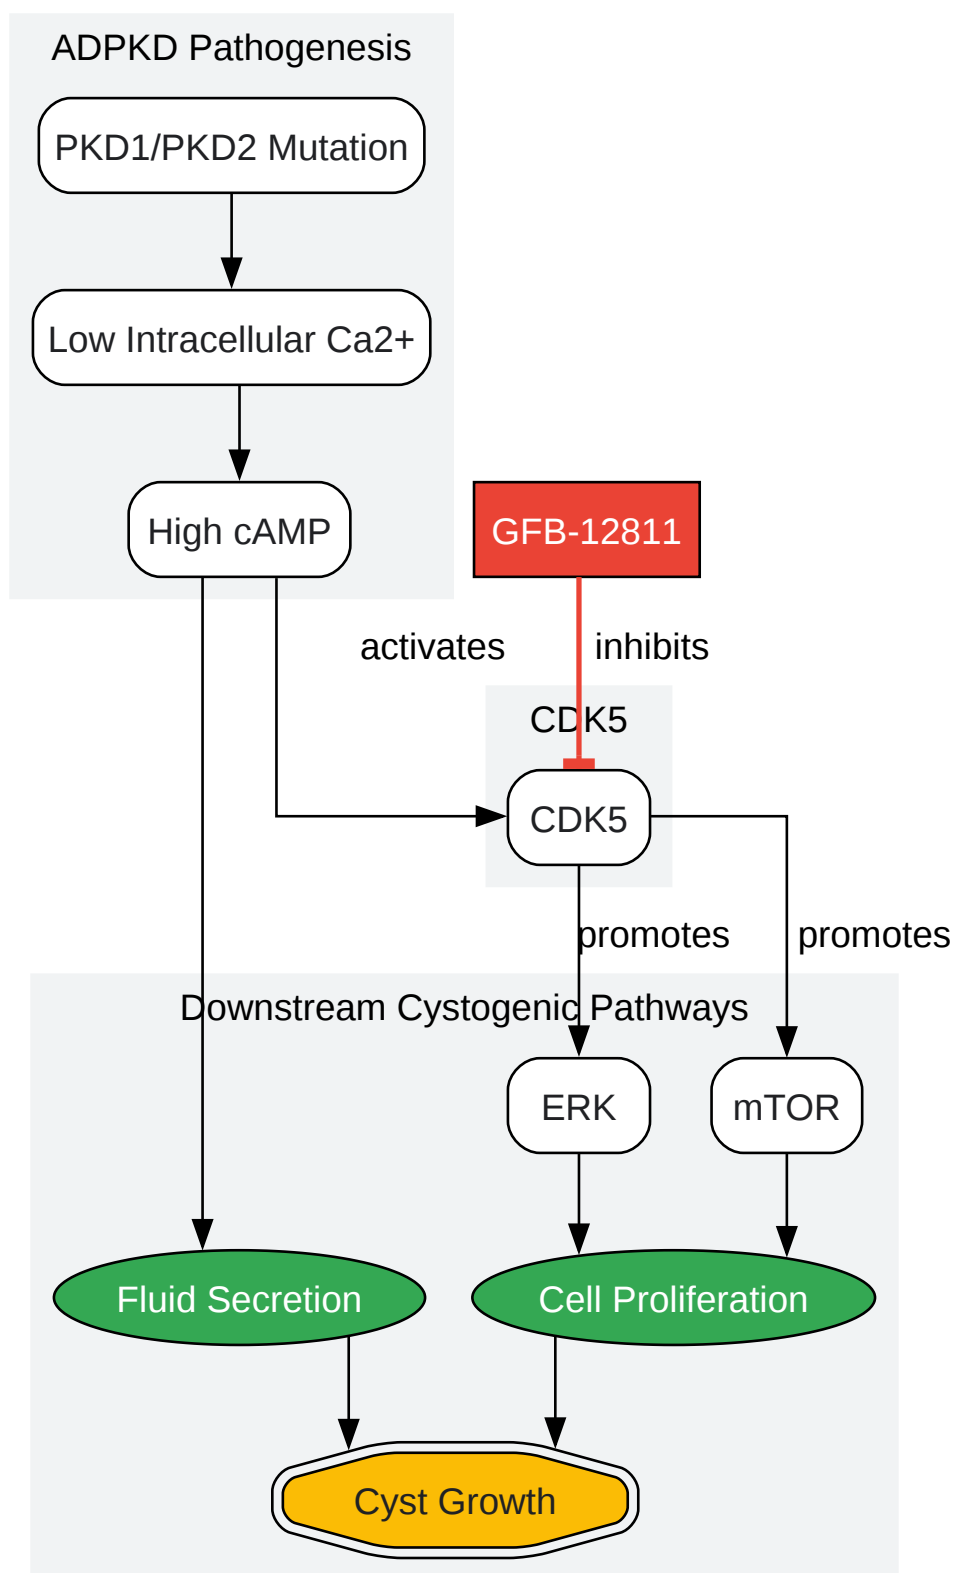 ADPKD Pathogenesis
PKD1/PKD2 Mutation
Low Intracellular Ca2+
High cAMP
GFB-12811
activates
inhibits
CDK5
CDK5
promotes
promotes
Downstream Cystogenic Pathways
ERK
mTOR
Fluid Secretion
Cell Proliferation
Cyst Growth